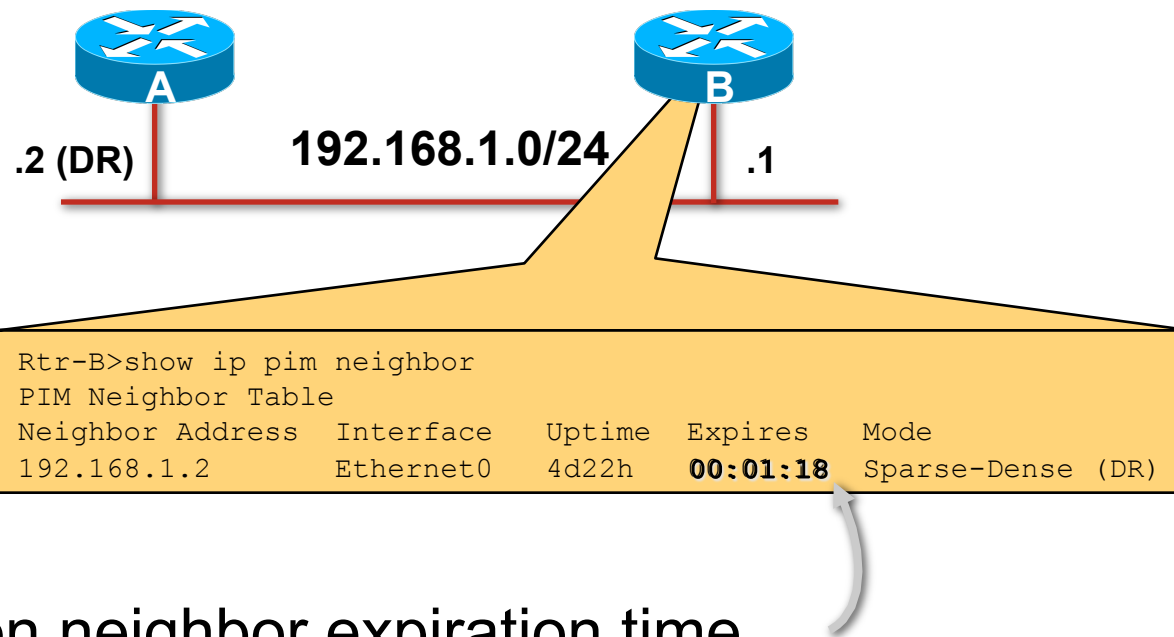 A
B
.2 (DR)
192.168.1.0/24
.1
Rtr-B>show ip pim neighbor
PIM Neighbor Table
Neighbor Address Interface Uptime Expires Mode
192.168.1.2 Ethernet0 4d22h 00:01:18 Sparse-Dense (DR)
neighbor expiration time